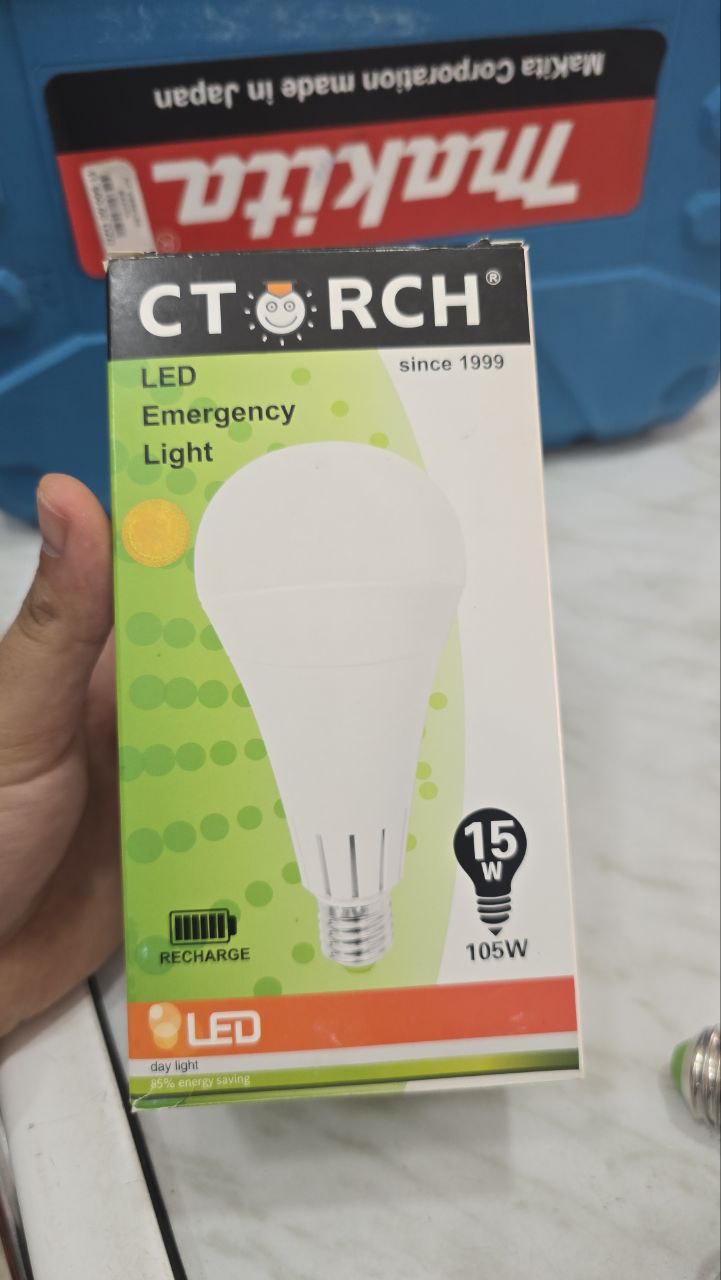 Makita Corporation made in Japan
makita
®
CTORCH®
since 1999
LED
Emergency
Light
15
W
105W
RECHARGE
LED
day light
85% energy saving